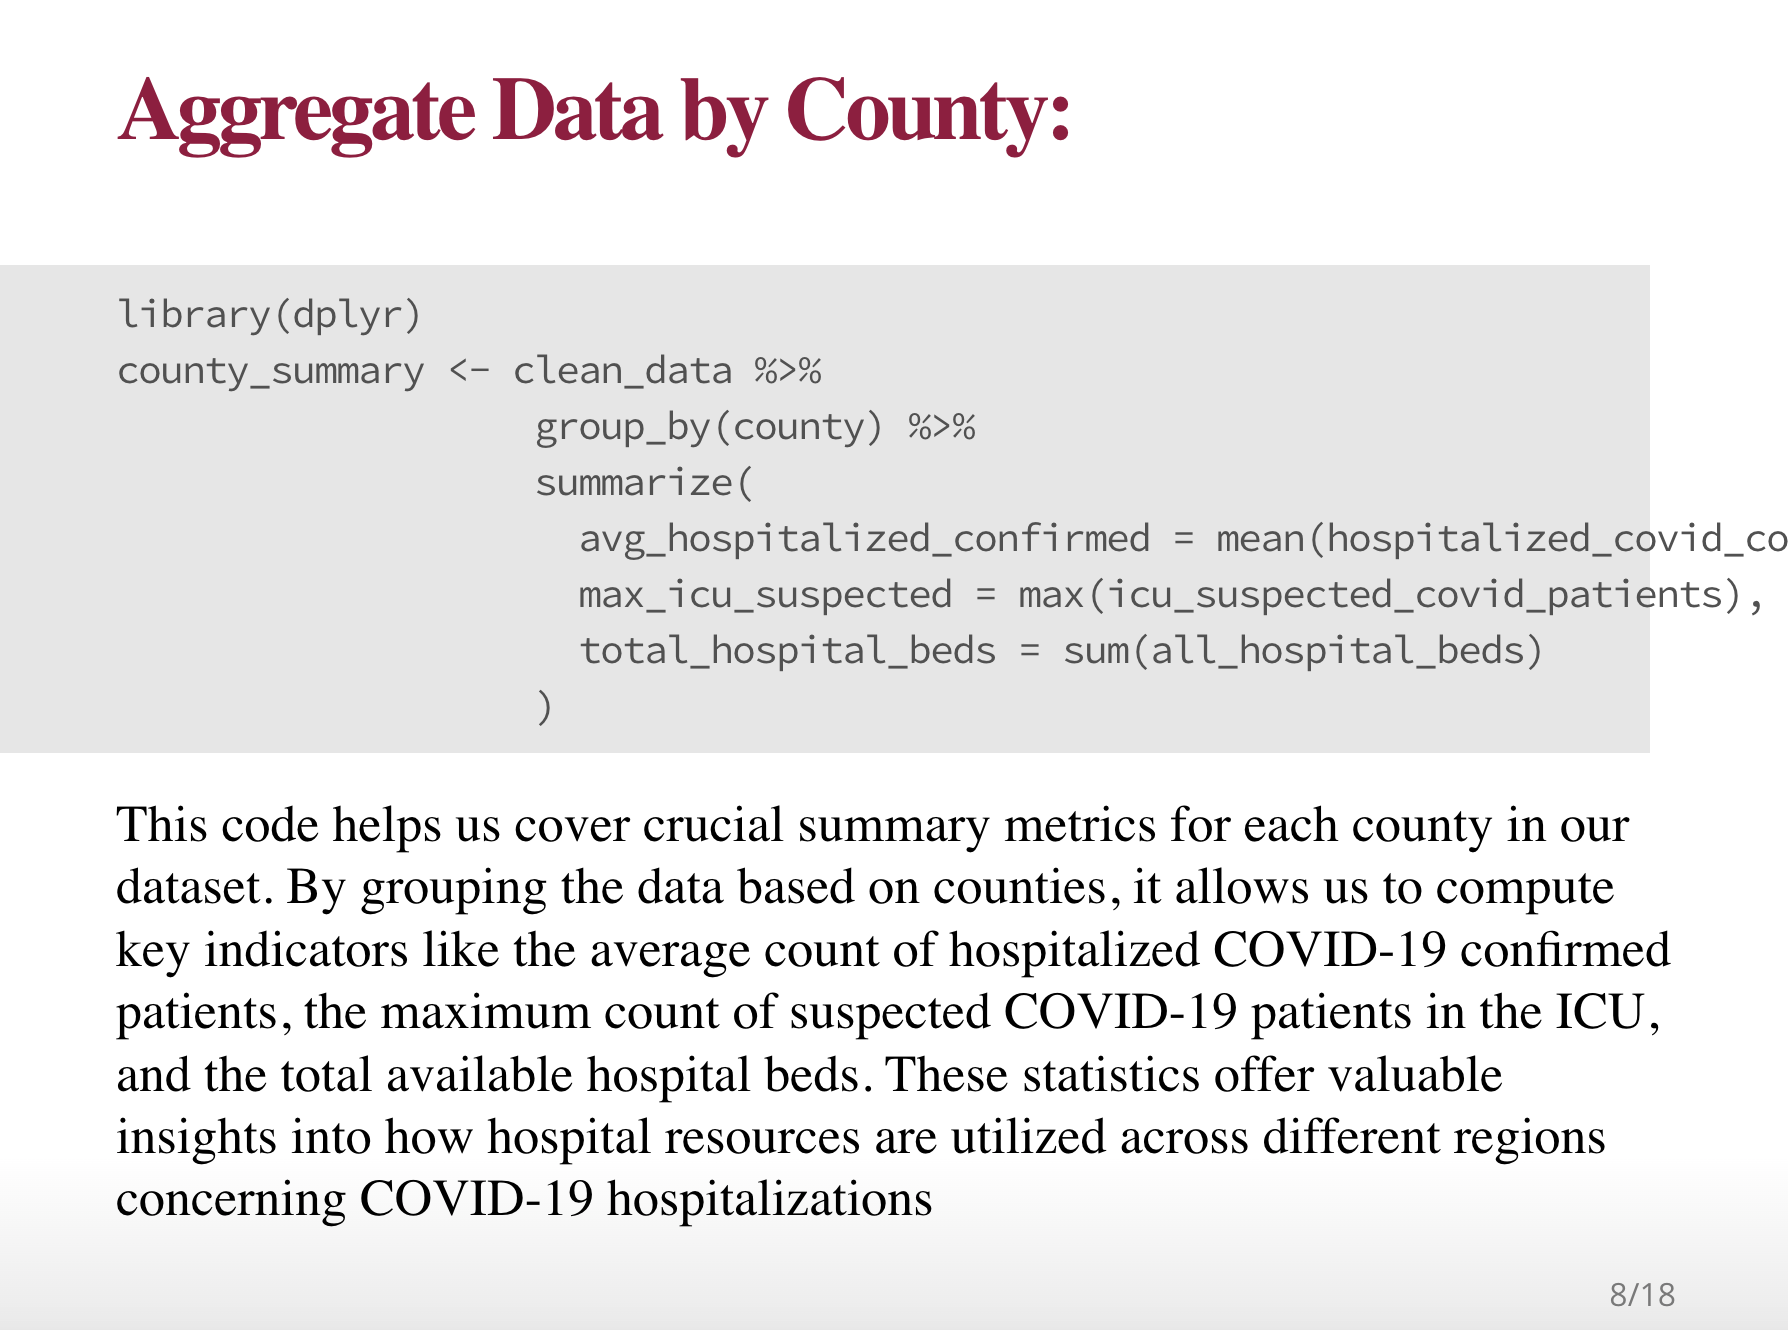 Aggregate Data by County:
library(dplyr)
county_summary <- clean_data %>%
group_by(county) %>%
summarize(
avg_hospitalized_confirmed = mean(hospitalized_covid_co
max_icu_suspected = max(icu_suspected_covid_patients),
total_hospital_beds = sum(all_hospital_beds)
)
This code helps us cover crucial summary metrics for each county in our
dataset. By grouping the data based on counties, it allows us to compute
key indicators like the average count of hospitalized COVID-19 confirmed
patients, the maximum count of suspected COVID-19 patients in the ICU,
and the total available hospital beds. These statistics offer valuable
insights into how hospital resources are utilized across different regions
concerning COVID-19 hospitalizations
8/18